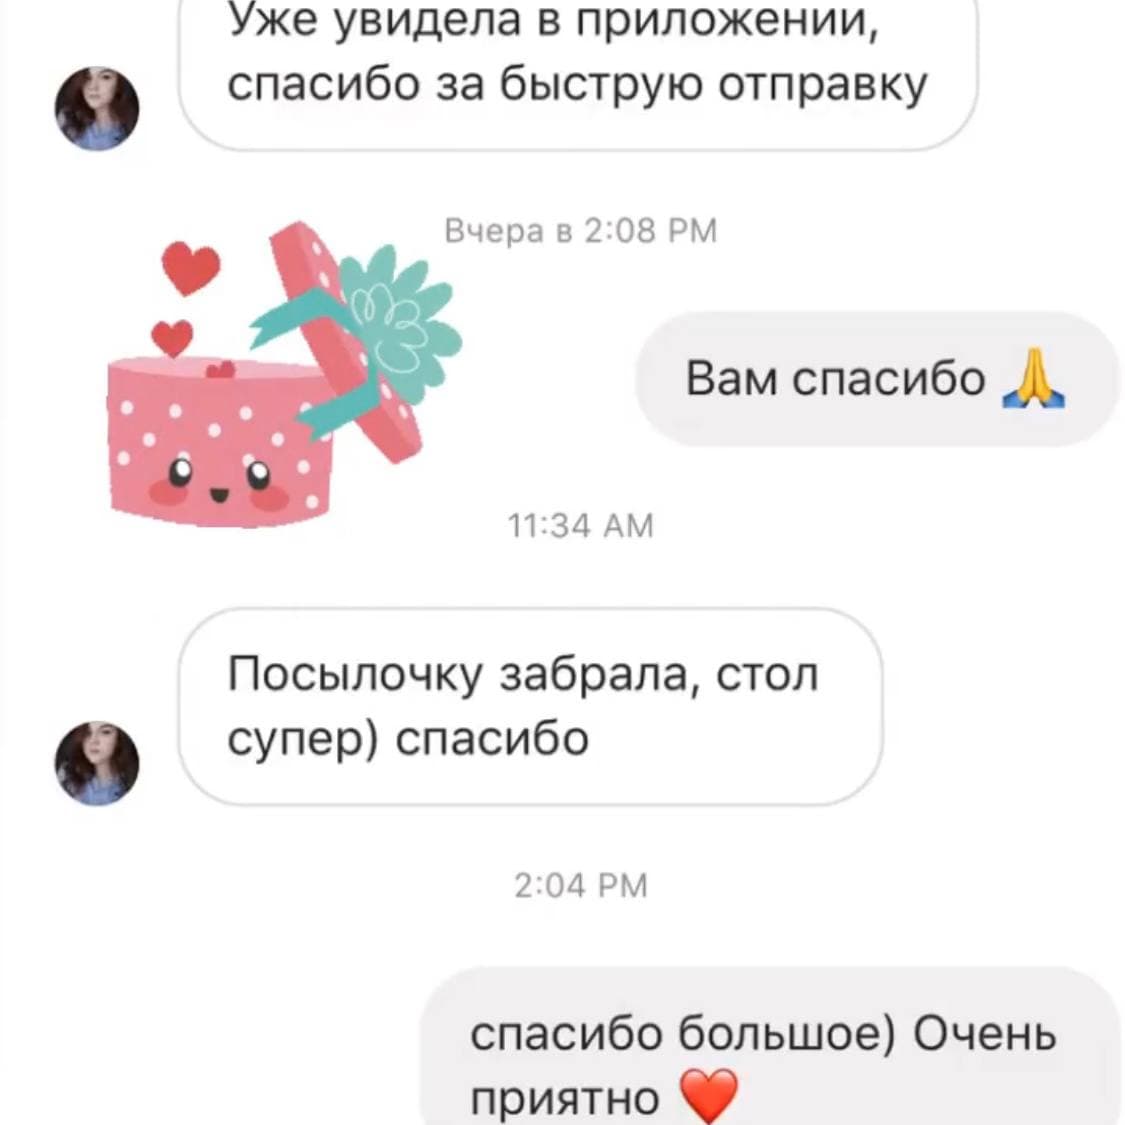 Уже увидела в приложении,
спасибо за быструю отправку
Вчера в 2:08 PM
Вам спасибо 🙏
11:34 AM
Посылочку забрала, стол
супер) спасибо
2:04 PM
спасибо большое) Очень
приятно ❤️